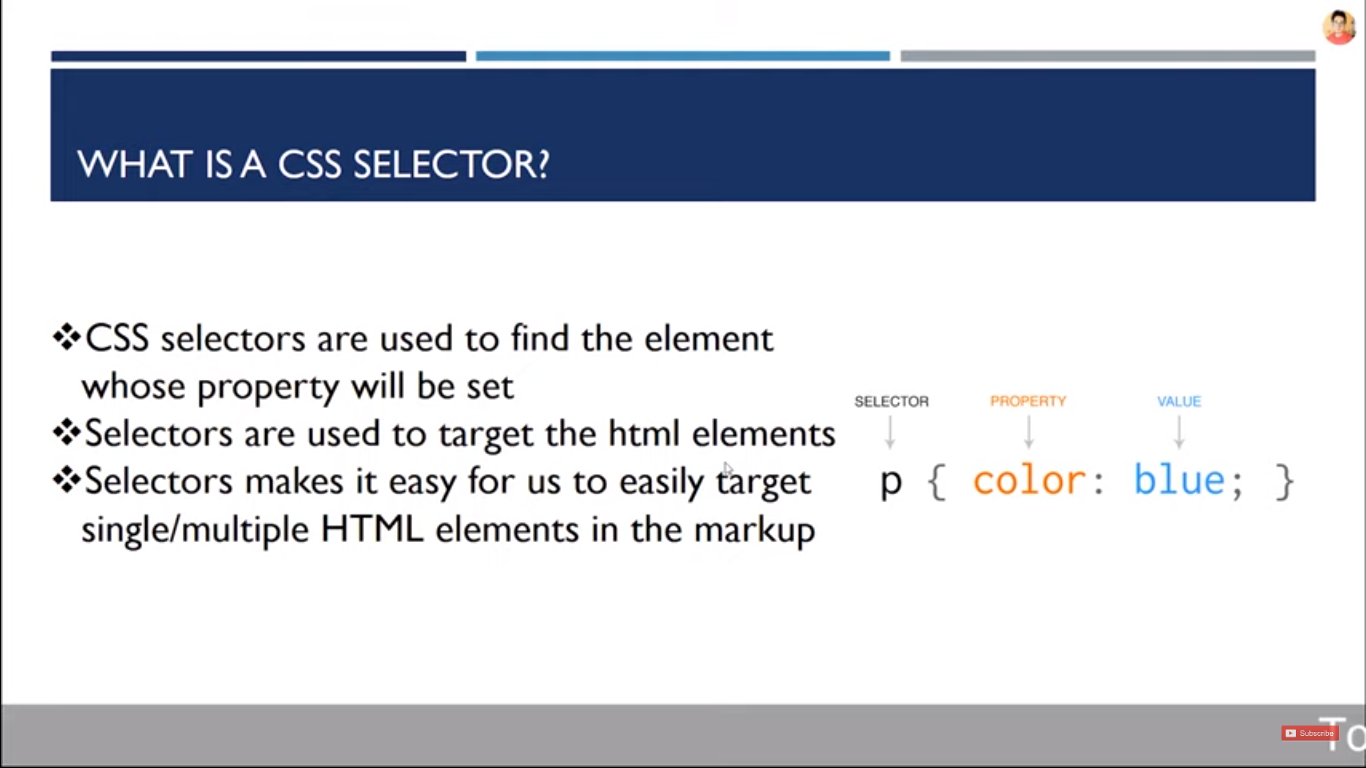 WHAT IS A CSS SELECTOR?
❖CSS selectors are used to find the element
whose property will be set
❖Selectors are used to target the html elements
❖Selectors makes it easy for us to easily target
single/multiple HTML elements in the markup
SELECTOR PROPERTY VALUE
p { color: blue; }
Subscribe
To